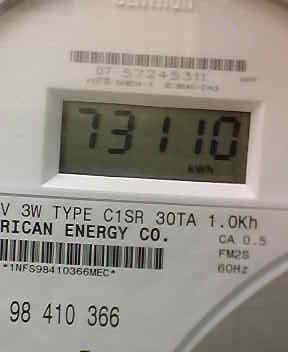 CENTRON
07 57245311
73110
kWh
V 3W TYPE C1SR 30TA 1.0Kh
RICAN ENERGY CO.
CA 0.5
FM2S
60Hz
*1NFS98410366MEC*
98 410 366